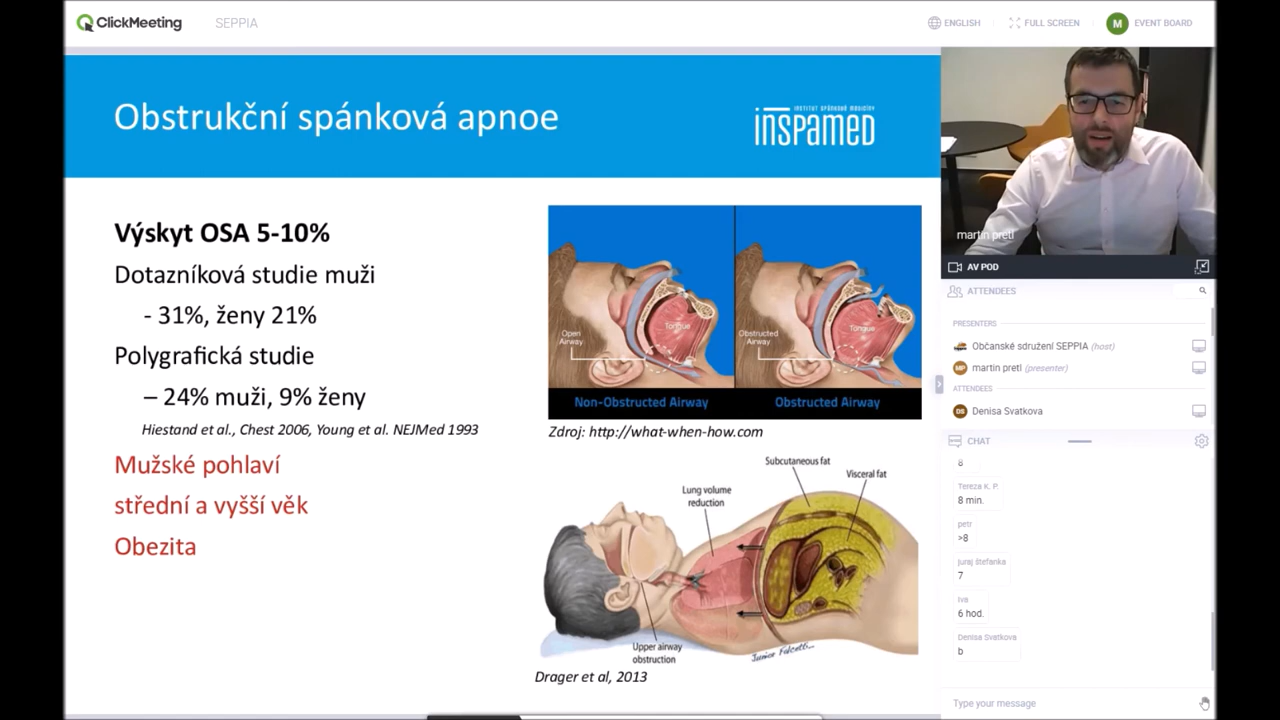 ClickMeeting
SEPPIA
ENGLISH
FULL SCREEN
M
EVENT BOARD
Obstrukční spánková apnoe
INSTITUT SPÁNKOVÉ MEDICÍNY
inspamed
Výskyt OSA 5-10%
Dotazníková studie muži
- 31%, ženy 21%
Polygrafická studie
– 24% muži, 9% ženy
Hiestand et al., Chest 2006, Young et al. NEJMed 1993
Mužské pohlaví
střední a vyšší věk
Obezita
Open
Airway
Tongue
Non-Obstructed Airway
Obstructed
Airway
Tongue
Obstructed Airway
Zdroj: http://what-when-how.com
Subcutaneous fat
Visceral fat
Lung volume
reduction
Upper airway
obstruction
Drager et al, 2013
martin pretl
AV POD
ATTENDEES
PRESENTERS
Občanské sdružení SEPPIA (host)
MP martin pretl (presenter)
ATTENDEES
DS Denisa Svatkova
CHAT
8
Tereza K. P.
8 min.
petr
>8
juraj štefanka
7
Iva
6 hod.
Denisa Svatkova
b
Type your message